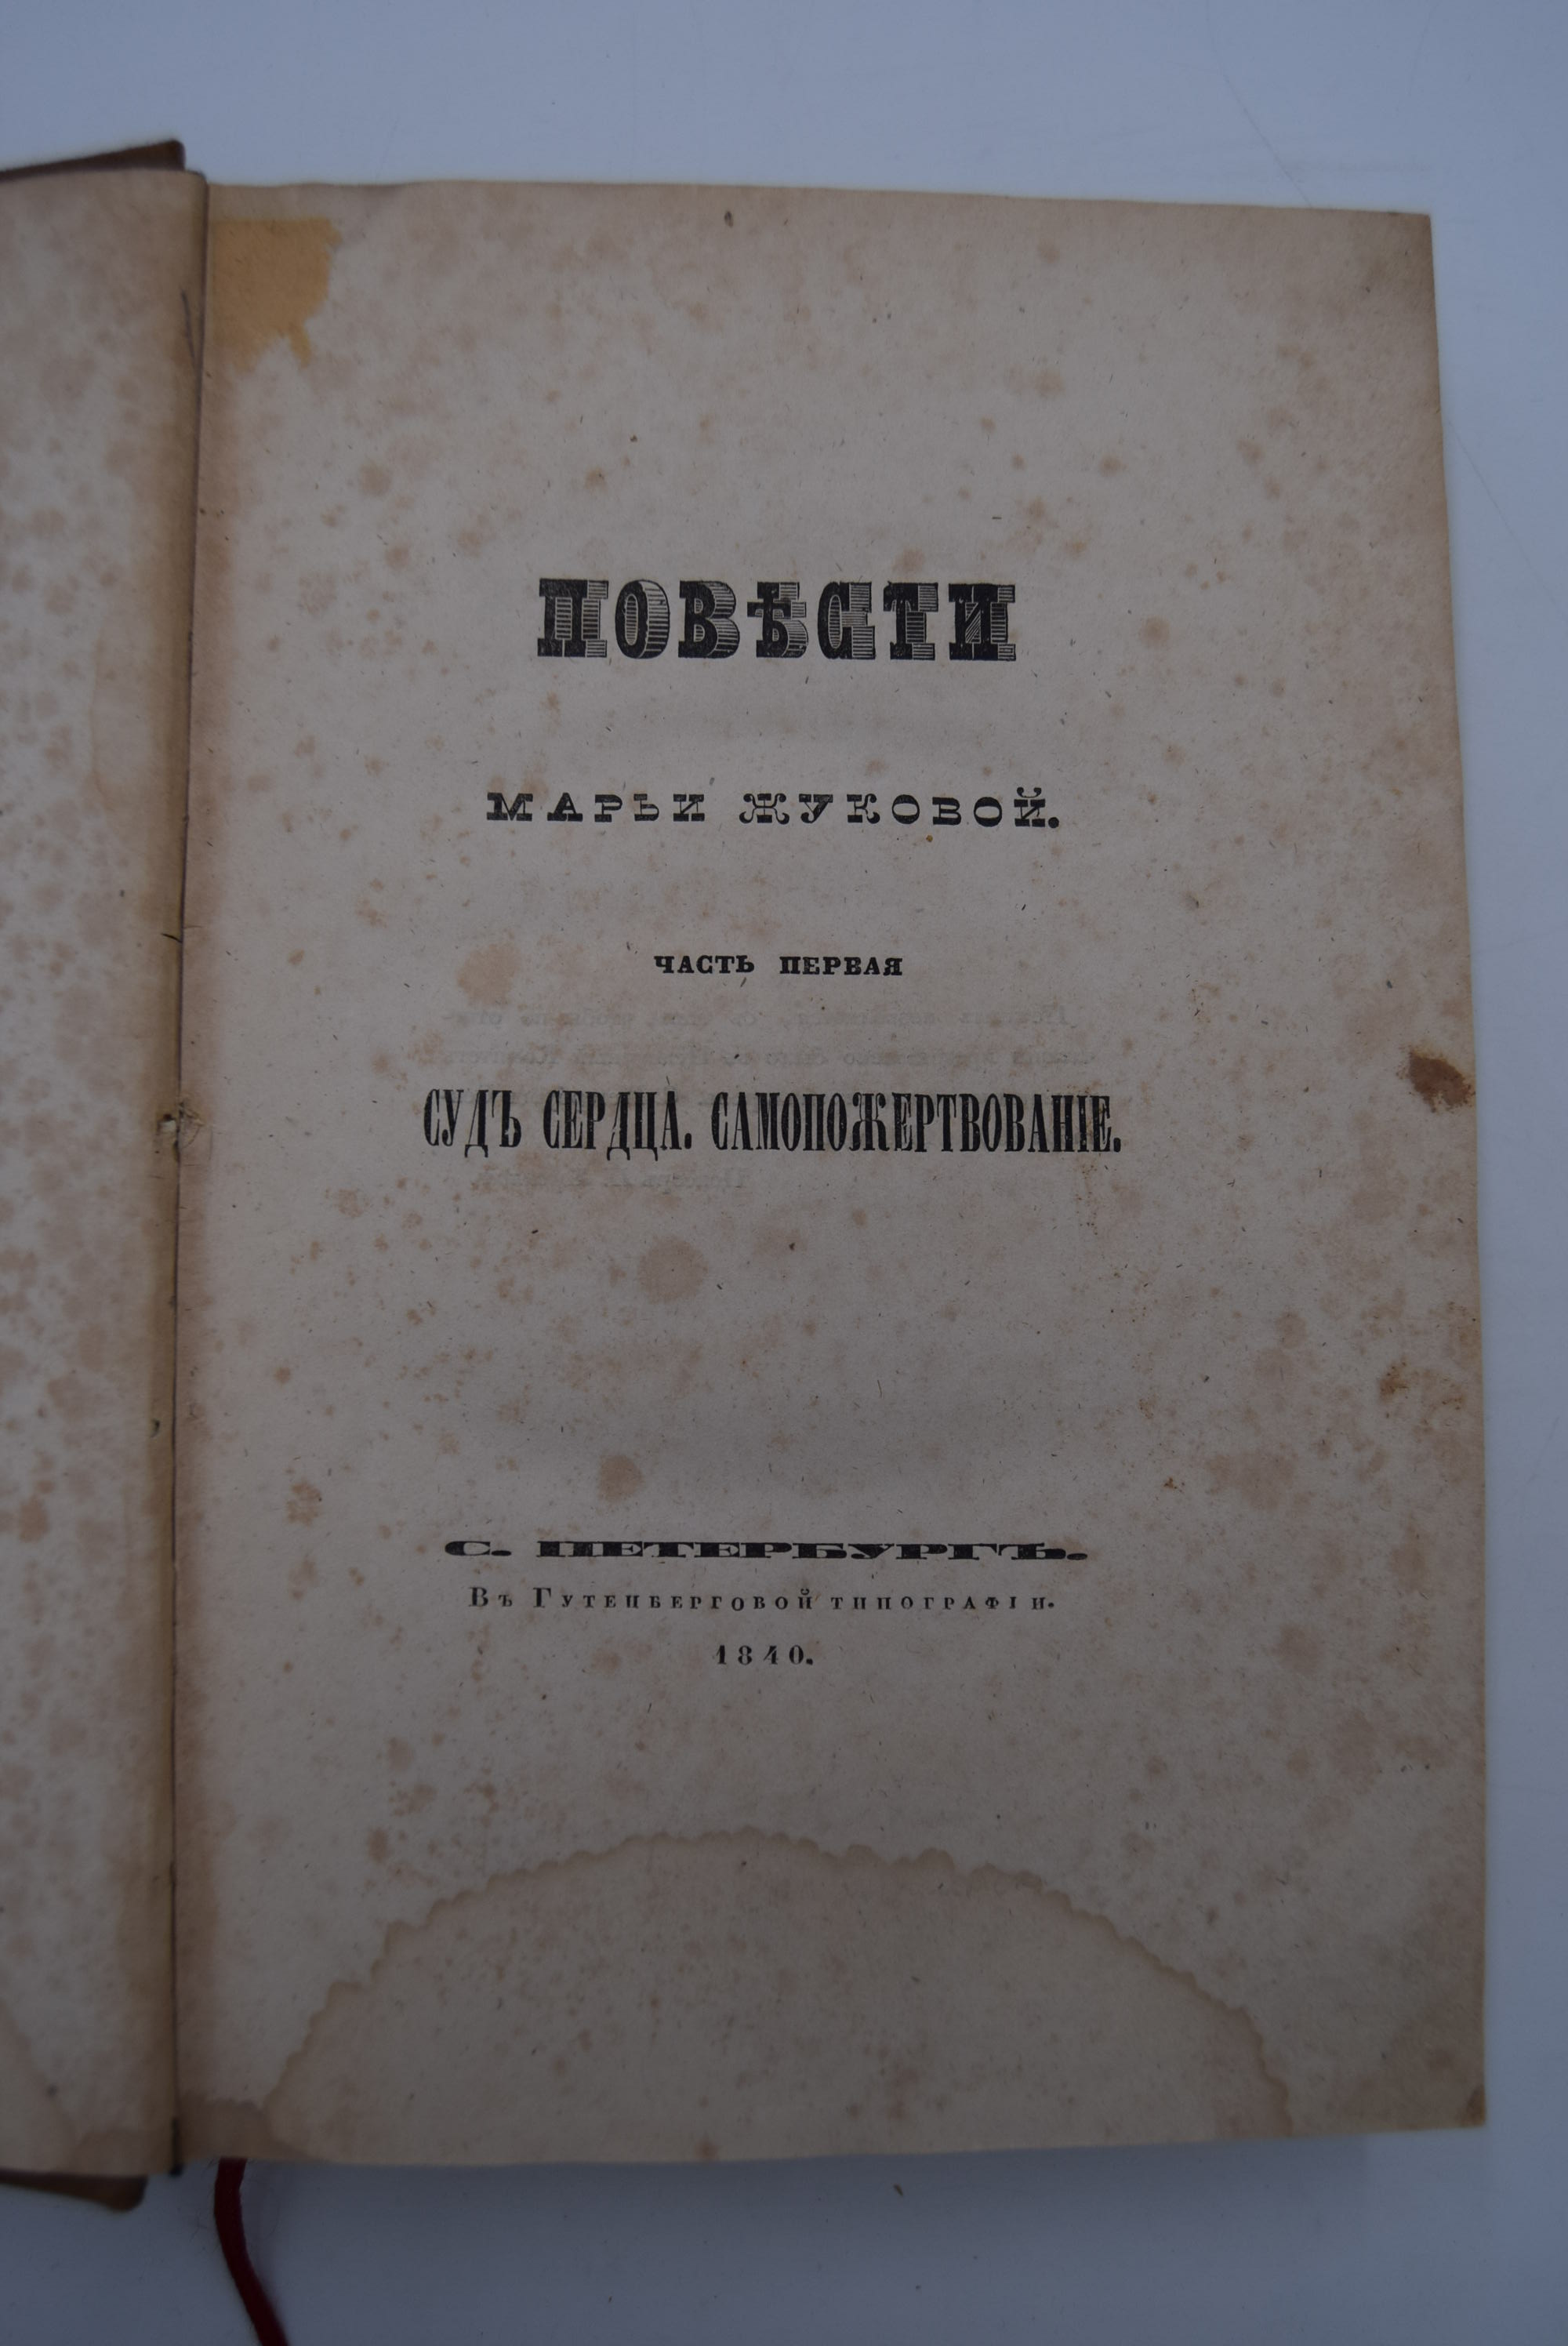 ПОВѢСТИ
МАРЬИ ЖУКОВОЙ.
ЧАСТЬ ПЕРВАЯ
СУДЪ СЕРДЦА. САМОПОЖЕРТВОВАНІЕ.
С. ПЕТЕРБУРГЪ.
Въ Гутенберговой типографіи.
1840.